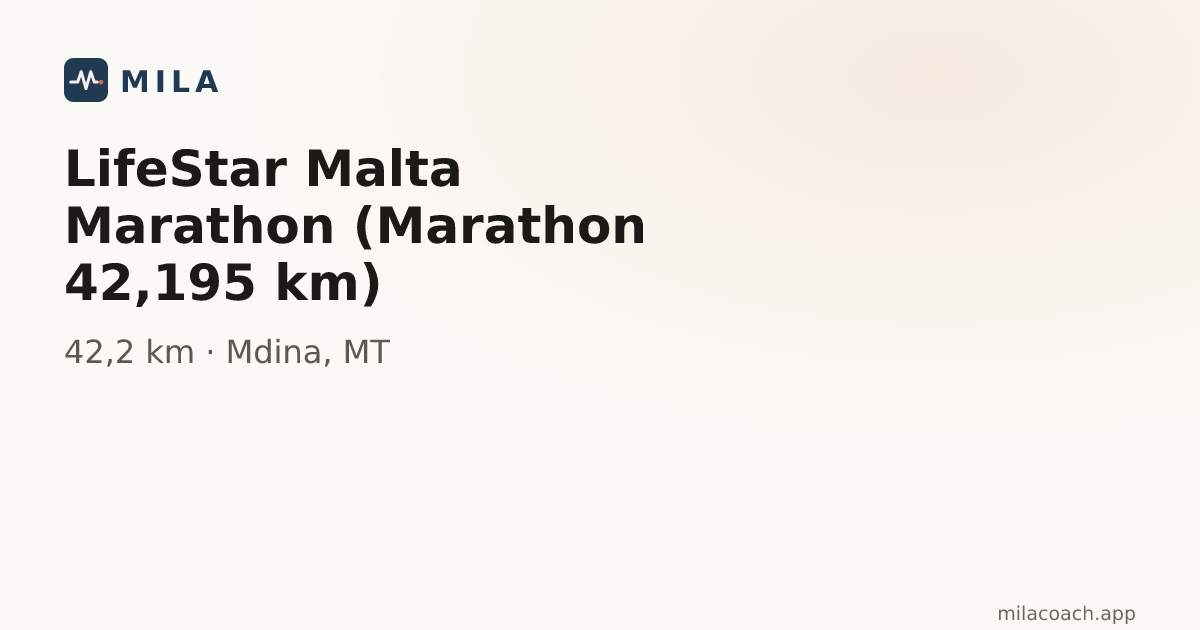 MILA
LifeStar Malta
Marathon (Marathon
42,195 km)
42,2 km · Mdina, MT
milacoach.app